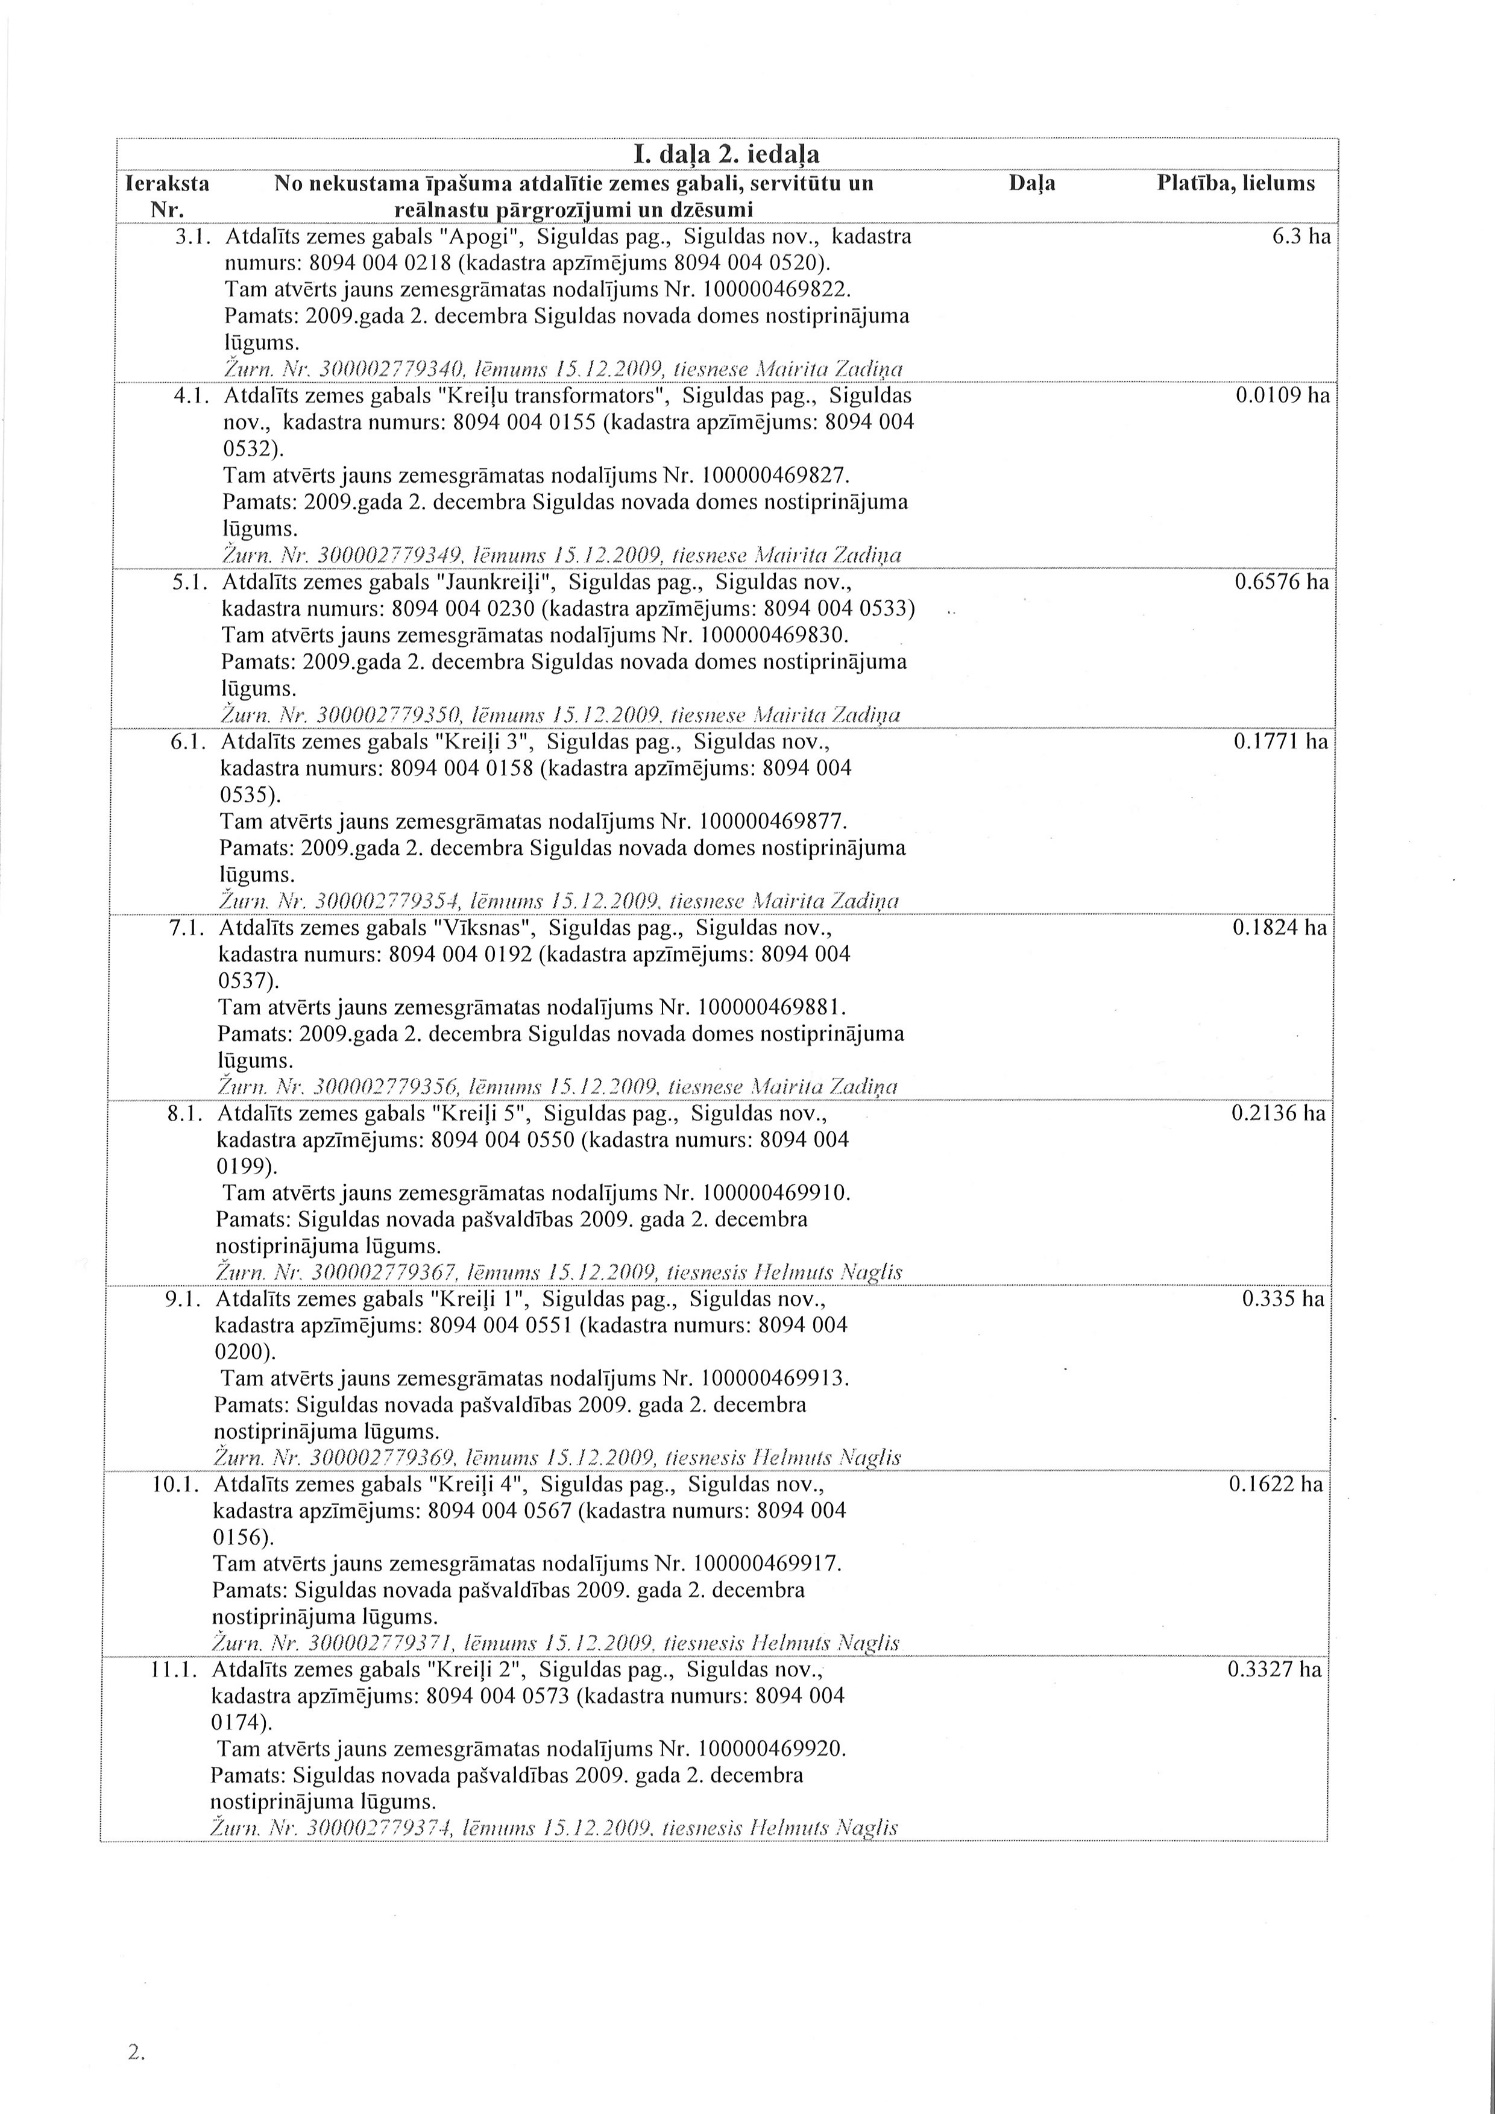 I. daļa 2. iedaļa
Ieraksta Nr. No nekustama īpašuma atdalītie zemes gabali, servitūtu un reālnastu pārgrozījumi un dzēsumi Daļa Platība, lielums
3.1. Atdalīts zemes gabals "Apogi", Siguldas pag., Siguldas nov., kadastra 6.3 ha
numurs: 8094 004 0218 (kadastra apzīmējums 8094 004 0520).
Tam atvērts jauns zemesgrāmatas nodalījums Nr. 100000469822.
Pamats: 2009.gada 2. decembra Siguldas novada domes nostiprinājuma
lūgums.
Žurn. Nr. 300002779340, lēmums 15.12.2009, tiesnese Mairita Zadiņa
4.1. Atdalīts zemes gabals "Kreiļu transformators", Siguldas pag., Siguldas 0.0109 ha
nov., kadastra numurs: 8094 004 0155 (kadastra apzīmējums: 8094 004
0532).
Tam atvērts jauns zemesgrāmatas nodalījums Nr. 100000469827.
Pamats: 2009.gada 2. decembra Siguldas novada domes nostiprinājuma
lūgums.
Žurn. Nr. 300002779349, lēmums 15.12.2009, tiesnese Mairita Zadiņa
5.1. Atdalīts zemes gabals "Jaunkreiļi", Siguldas pag., Siguldas nov., 0.6576 ha
kadastra numurs: 8094 004 0230 (kadastra apzīmējums: 8094 004 0533)
Tam atvērts jauns zemesgrāmatas nodalījums Nr. 100000469830.
Pamats: 2009.gada 2. decembra Siguldas novada domes nostiprinājuma
lūgums.
Žurn. Nr. 300002779350, lēmums 15.12.2009, tiesnese Mairita Zadiņa
6.1. Atdalīts zemes gabals "Kreiļi 3", Siguldas pag., Siguldas nov., 0.1771 ha
kadastra numurs: 8094 004 0158 (kadastra apzīmējums: 8094 004
0535).
Tam atvērts jauns zemesgrāmatas nodalījums Nr. 100000469877.
Pamats: 2009.gada 2. decembra Siguldas novada domes nostiprinājuma
lūgums.
Žurn. Nr. 300002779354, lēmums 15.12.2009, tiesnese Mairita Zadiņa
7.1. Atdalīts zemes gabals "Vīksnas", Siguldas pag., Siguldas nov., 0.1824 ha
kadastra numurs: 8094 004 0192 (kadastra apzīmējums: 8094 004
0537).
Tam atvērts jauns zemesgrāmatas nodalījums Nr. 100000469881.
Pamats: 2009.gada 2. decembra Siguldas novada domes nostiprinājuma
lūgums.
Žurn. Nr. 300002779356, lēmums 15.12.2009, tiesnese Mairita Zadiņa
8.1. Atdalīts zemes gabals "Kreiļi 5", Siguldas pag., Siguldas nov., 0.2136 ha
kadastra apzīmējums: 8094 004 0550 (kadastra numurs: 8094 004
0199).
Tam atvērts jauns zemesgrāmatas nodalījums Nr. 100000469910.
Pamats: Siguldas novada pašvaldības 2009. gada 2. decembra
nostiprinājuma lūgums.
Žurn. Nr. 300002779367, lēmums 15.12.2009, tiesnesis Helmuts Naglis
9.1. Atdalīts zemes gabals "Kreiļi 1", Siguldas pag., Siguldas nov., 0.335 ha
kadastra apzīmējums: 8094 004 0551 (kadastra numurs: 8094 004
0200).
Tam atvērts jauns zemesgrāmatas nodalījums Nr. 100000469913.
Pamats: Siguldas novada pašvaldības 2009. gada 2. decembra
nostiprinājuma lūgums.
Žurn. Nr. 300002779369, lēmums 15.12.2009, tiesnesis Helmuts Naglis
10.1. Atdalīts zemes gabals "Kreiļi 4", Siguldas pag., Siguldas nov., 0.1622 ha
kadastra apzīmējums: 8094 004 0567 (kadastra numurs: 8094 004
0156).
Tam atvērts jauns zemesgrāmatas nodalījums Nr. 100000469917.
Pamats: Siguldas novada pašvaldības 2009. gada 2. decembra
nostiprinājuma lūgums.
Žurn. Nr. 300002779371, lēmums 15.12.2009, tiesnesis Helmuts Naglis
11.1. Atdalīts zemes gabals "Kreiļi 2", Siguldas pag., Siguldas nov., 0.3327 ha
kadastra apzīmējums: 8094 004 0573 (kadastra numurs: 8094 004
0174).
Tam atvērts jauns zemesgrāmatas nodalījums Nr. 100000469920.
Pamats: Siguldas novada pašvaldības 2009. gada 2. decembra
nostiprinājuma lūgums.
Žurn. Nr. 300002779374, lēmums 15.12.2009, tiesnesis Helmuts Naglis
2.